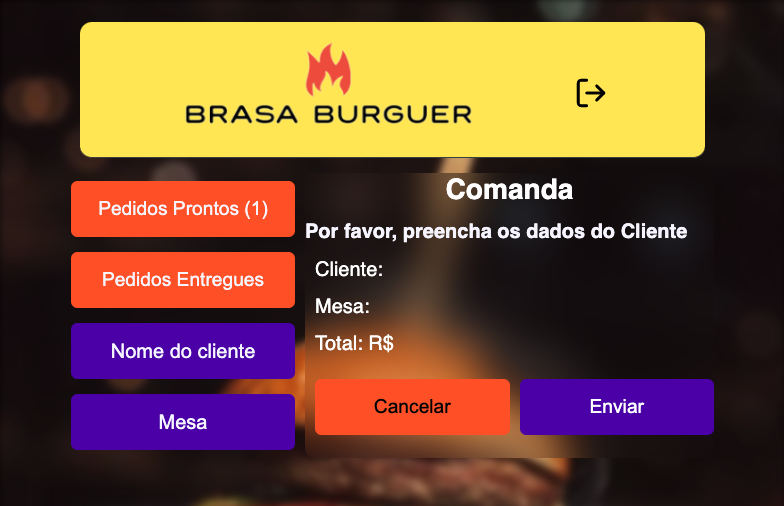 BRASA BURGUER
Pedidos Prontos (1)
Pedidos Entregues
Nome do cliente
Mesa
Comanda
Por favor, preencha os dados do Cliente
Cliente:
Mesa:
Total: R$
Cancelar
Enviar